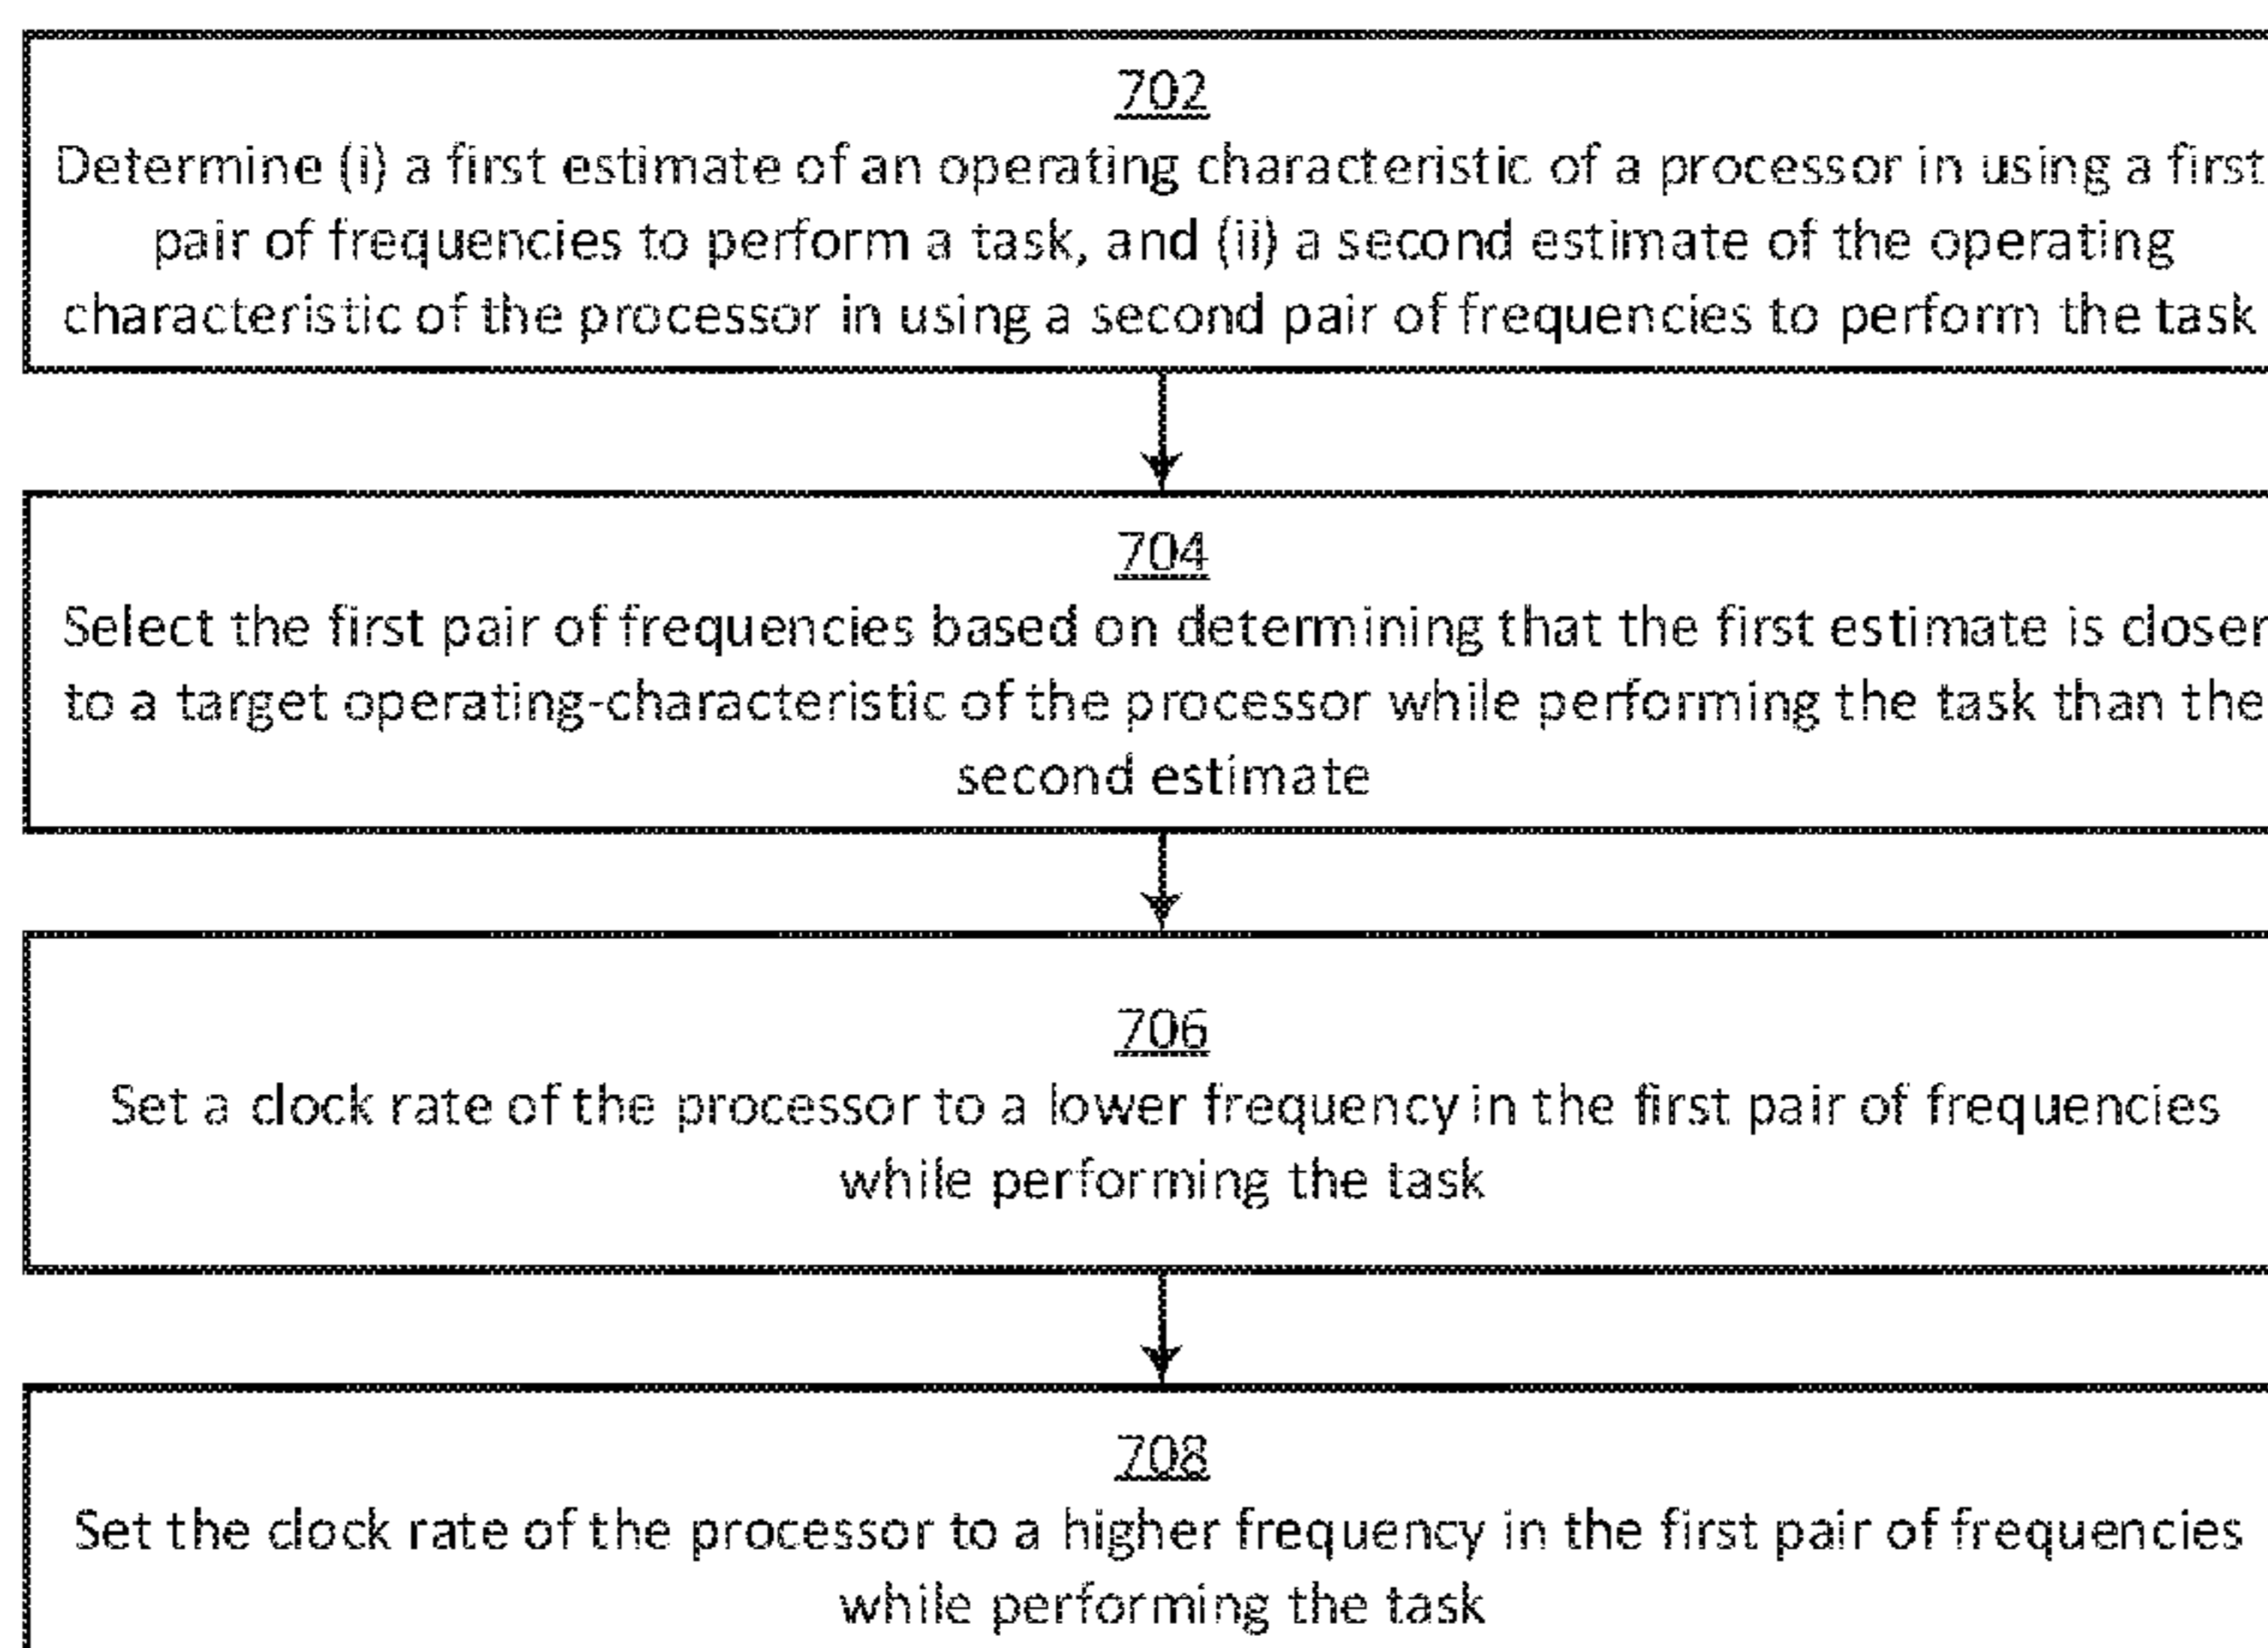 702
Determine (i) a first estimate of an operating characteristic of a processor in using a first
pair of frequencies to perform a task, and (ii) a second estimate of the operating
characteristic of the processor in using a second pair of frequencies to perform the task
704
Select the first pair of frequencies based on determining that the first estimate is closer
to a target operating-characteristic of the processor while performing the task than the
second estimate
706
Set a clock rate of the processor to a lower frequency in the first pair of frequencies
while performing the task
708
Set the clock rate of the processor to a higher frequency in the first pair of frequencies
while performing the task